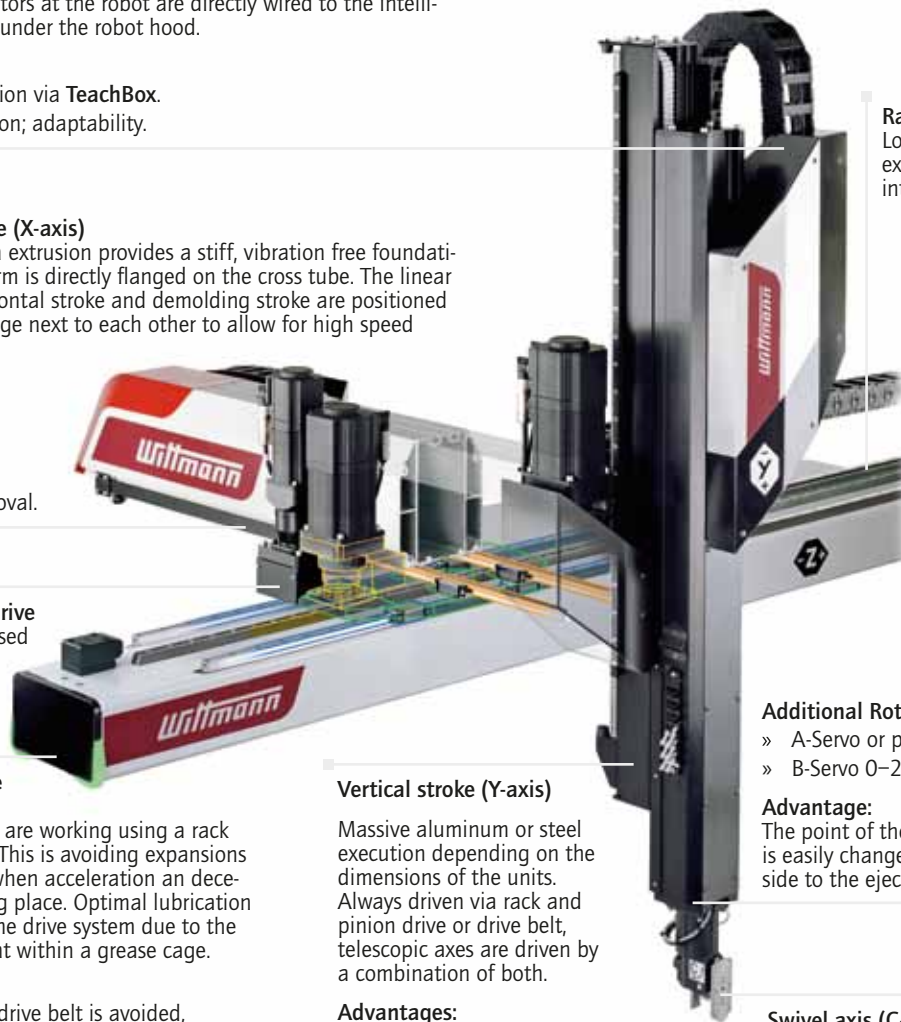 tors at the robot are directly wired to the intelli-
under the robot hood.
ion via TeachBox.
on; adaptability.
e (X-axis)
extrusion provides a stiff, vibration free foundati-
rm is directly flanged on the cross tube. The linear
ontal stroke and demolding stroke are positioned
ge next to each other to allow for high speed
oval.
rive
sed
e
are working using a rack
This is avoiding expansions
when acceleration an dece-
g place. Optimal lubrication
ne drive system due to the
nt within a grease cage.
drive belt is avoided,
Vertical stroke (Y-axis)
Massive aluminum or steel
execution depending on the
dimensions of the units.
Always driven via rack and
pinion drive or drive belt,
telescopic axes are driven by
a combination of both.
Advantages:
Ra
Lo
ex
int
Additional Rot
» A-Servo or p
» B-Servo 0–2
Advantage:
The point of the
is easily change
side to the ejec
Swivel axis (C-
Wittmann
Wittmann
Wittmann
Y
-Z+